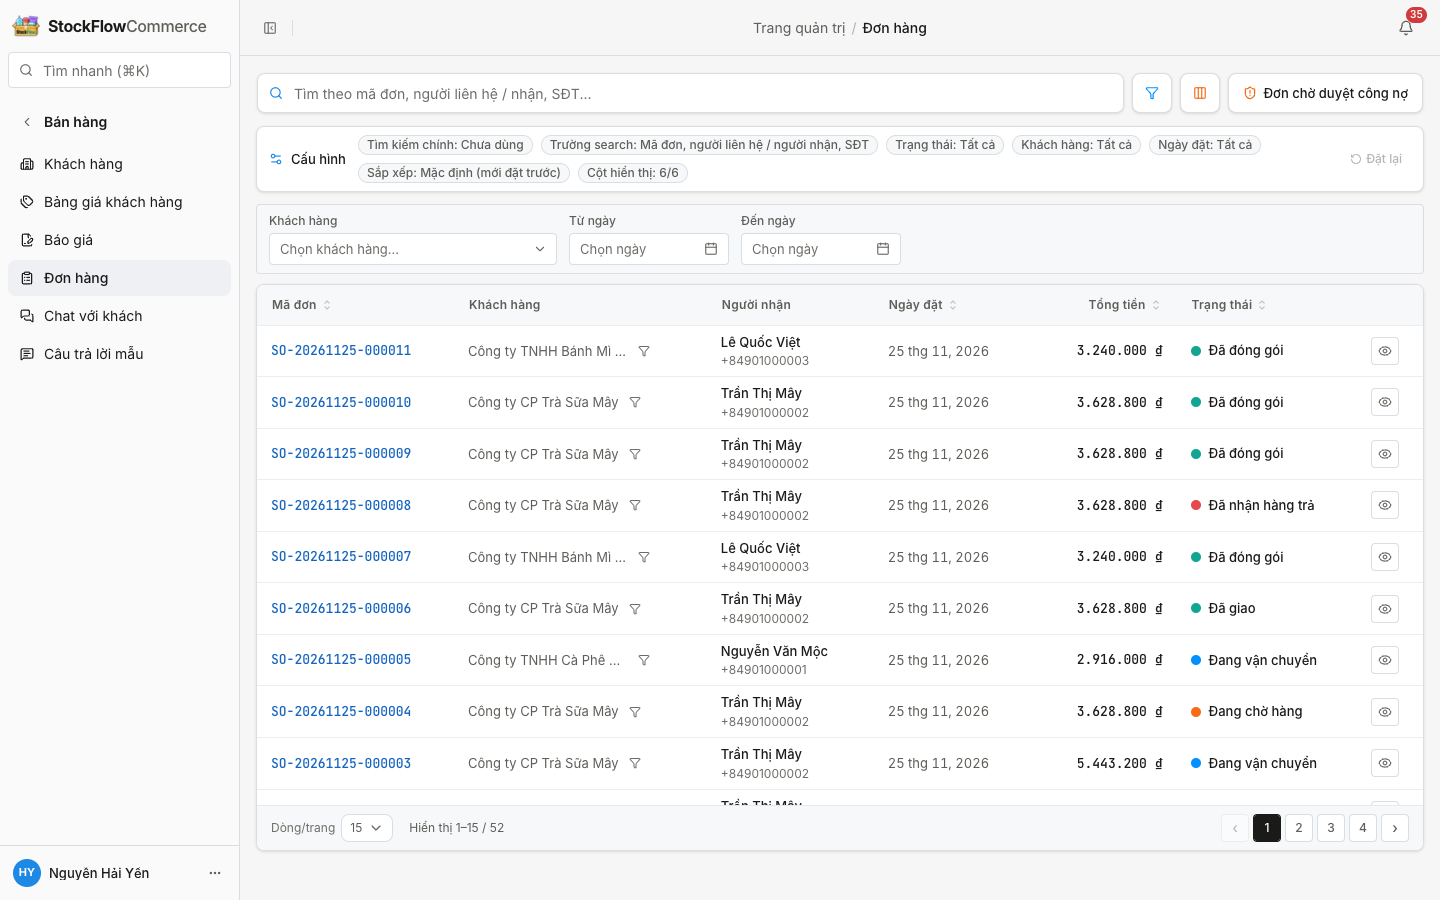 StockFlowCommerce
Tìm nhanh (⌘K)
Bán hàng
Khách hàng
Bảng giá khách hàng
Báo giá
Đơn hàng
Chat với khách
Câu trả lời mẫu
HY
Nguyễn Hải Yến
Trang quản trị / Đơn hàng
35
Tìm theo mã đơn, người liên hệ / nhận, SĐT...
Đơn chờ duyệt công nợ
Cấu hình
Tìm kiếm chính: Chưa dùng
Trường search: Mã đơn, người liên hệ / người nhận, SĐT
Trạng thái: Tất cả
Khách hàng: Tất cả
Ngày đặt: Tất cả
Sắp xếp: Mặc định (mới đặt trước)
Cột hiển thị: 6/6
Đặt lại
Khách hàng
Từ ngày
Đến ngày
Chọn khách hàng...
Chọn ngày
Chọn ngày
Mã đơn Khách hàng Người nhận Ngày đặt Tổng tiền Trạng thái
SO-20261125-000011 Công ty TNHH Bánh Mì ... Lê Quốc Việt 25 thg 11, 2026 3.240.000 ₫ Đã đóng gói
+84901000003
SO-20261125-000010 Công ty CP Trà Sữa Mây Trần Thị Mây 25 thg 11, 2026 3.628.800 ₫ Đã đóng gói
+84901000002
SO-20261125-000009 Công ty CP Trà Sữa Mây Trần Thị Mây 25 thg 11, 2026 3.628.800 ₫ Đã đóng gói
+84901000002
SO-20261125-000008 Công ty CP Trà Sữa Mây Trần Thị Mây 25 thg 11, 2026 3.628.800 ₫ Đã nhận hàng trả
+84901000002
SO-20261125-000007 Công ty TNHH Bánh Mì ... Lê Quốc Việt 25 thg 11, 2026 3.240.000 ₫ Đã đóng gói
+84901000003
SO-20261125-000006 Công ty CP Trà Sữa Mây Trần Thị Mây 25 thg 11, 2026 3.628.800 ₫ Đã giao
+84901000002
SO-20261125-000005 Công ty TNHH Cà Phê ... Nguyễn Văn Mộc 25 thg 11, 2026 2.916.000 ₫ Đang vận chuyển
+84901000001
SO-20261125-000004 Công ty CP Trà Sữa Mây Trần Thị Mây 25 thg 11, 2026 3.628.800 ₫ Đang chờ hàng
+84901000002
SO-20261125-000003 Công ty CP Trà Sữa Mây Trần Thị Mây 25 thg 11, 2026 5.443.200 ₫ Đang vận chuyển
+84901000002
Trần Thị Mây
Dòng/trang 15 Hiển thị 1–15 / 52
‹ 1 2 3 4 ›